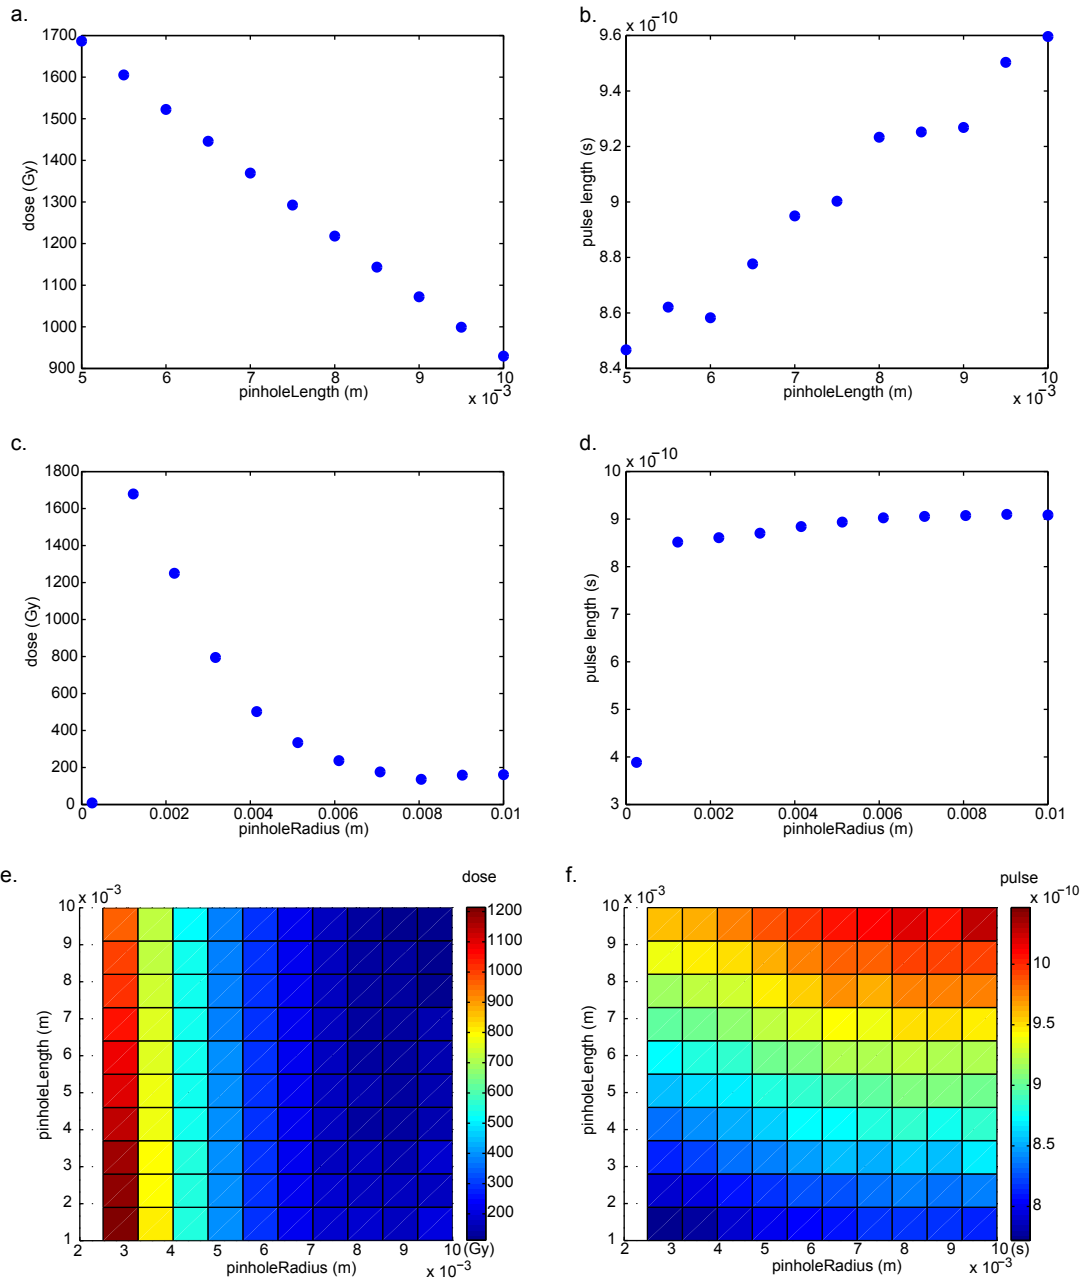 a.
1700
1600
1500
1400
1300
1200
1100
1000
900
dose (Gy)
5 6 7 8 9 10
pinholeLength (m)
x 10⁻³
b.
x 10⁻¹⁰
9.6
9.4
9.2
9
8.8
8.6
8.4
pulse length (s)
5 6 7 8 9 10
pinholeLength (m)
x 10⁻³
c.
1800
1600
1400
1200
1000
800
600
400
200
0
dose (Gy)
0 0.002 0.004 0.006 0.008 0.01
pinholeRadius (m)
d.
x 10⁻¹⁰
10
9
8
7
6
5
4
3
pulse length (s)
0 0.002 0.004 0.006 0.008 0.01
pinholeRadius (m)
e.
x 10⁻³
10
9
8
7
6
5
4
3
2
1
pinholeLength (m)
2 3 4 5 6 7 8 9 10
pinholeRadius (m)
x 10⁻³
dose
1200
1100
1000
900
800
700
600
500
400
300
200
(Gy)
f.
x 10⁻³
10
9
8
7
6
5
4
3
2
1
pinholeLength (m)
2 3 4 5 6 7 8 9 10
pinholeRadius (m)
x 10⁻³
pulse
x 10⁻¹⁰
10
9.5
9
8.5
8
(s)